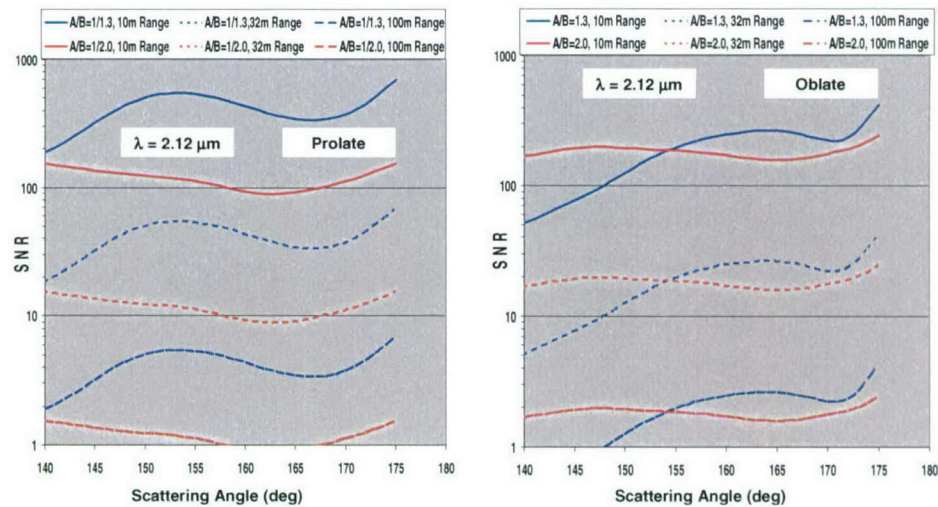 A/B=1/1.3, 10m Range A/B=1/1.3,32m Range A/B=1/1.3, 100m Range
A/B=1/2.0, 10m Range A/B=1/2.0, 32m Range A/B=1/2.0, 100m Range
1000
100
10
1
SNR
λ = 2.12 μm
Prolate
140 145 150 155 160 165 170 175 180
Scattering Angle (deg)
A/B=1.3, 10m Range A/B=1.3, 32m Range A/B=1.3, 100m Range
A/B=2.0, 10m Range A/B=2.0, 32m Range A/B=2.0, 100m Range
1000
100
10
1
SNR
λ = 2.12 μm
Oblate
140 145 150 155 160 165 170 175 180
Scattering Angle (deg)